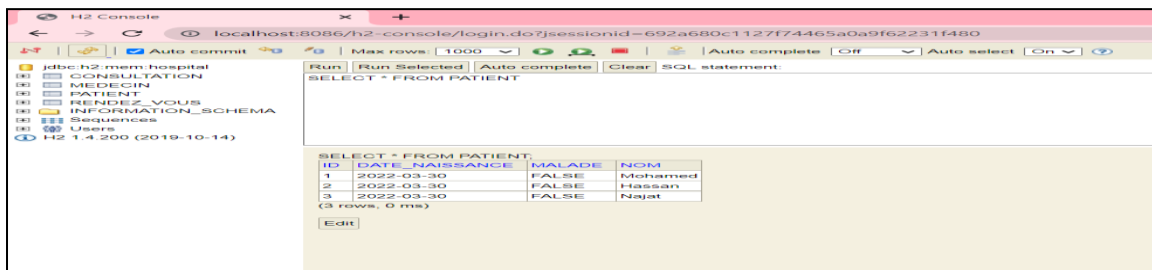 H2 Console
localhost:8086/h2-console/login.do?jsessionid=692a680c1127f74465a0a9f62231f480
Auto commit Max rows: 1000 Auto complete Off Auto select On
jdbc:h2:mem:hospital
CONSULTATION
MEDECIN
PATIENT
RENDEZ_VOUS
INFORMATION_SCHEMA
Sequences
Users
H2 1.4.200 (2019-10-14)
Run Run Selected Auto complete Clear SQL statement:
SELECT * FROM PATIENT
SELECT * FROM PATIENT;
ID DATE_NAISSANCE MALADE NOM
1 2022-03-30 FALSE Mohamed
2 2022-03-30 FALSE Hassan
3 2022-03-30 FALSE Najat
(3 rows, 0 ms)
Edit